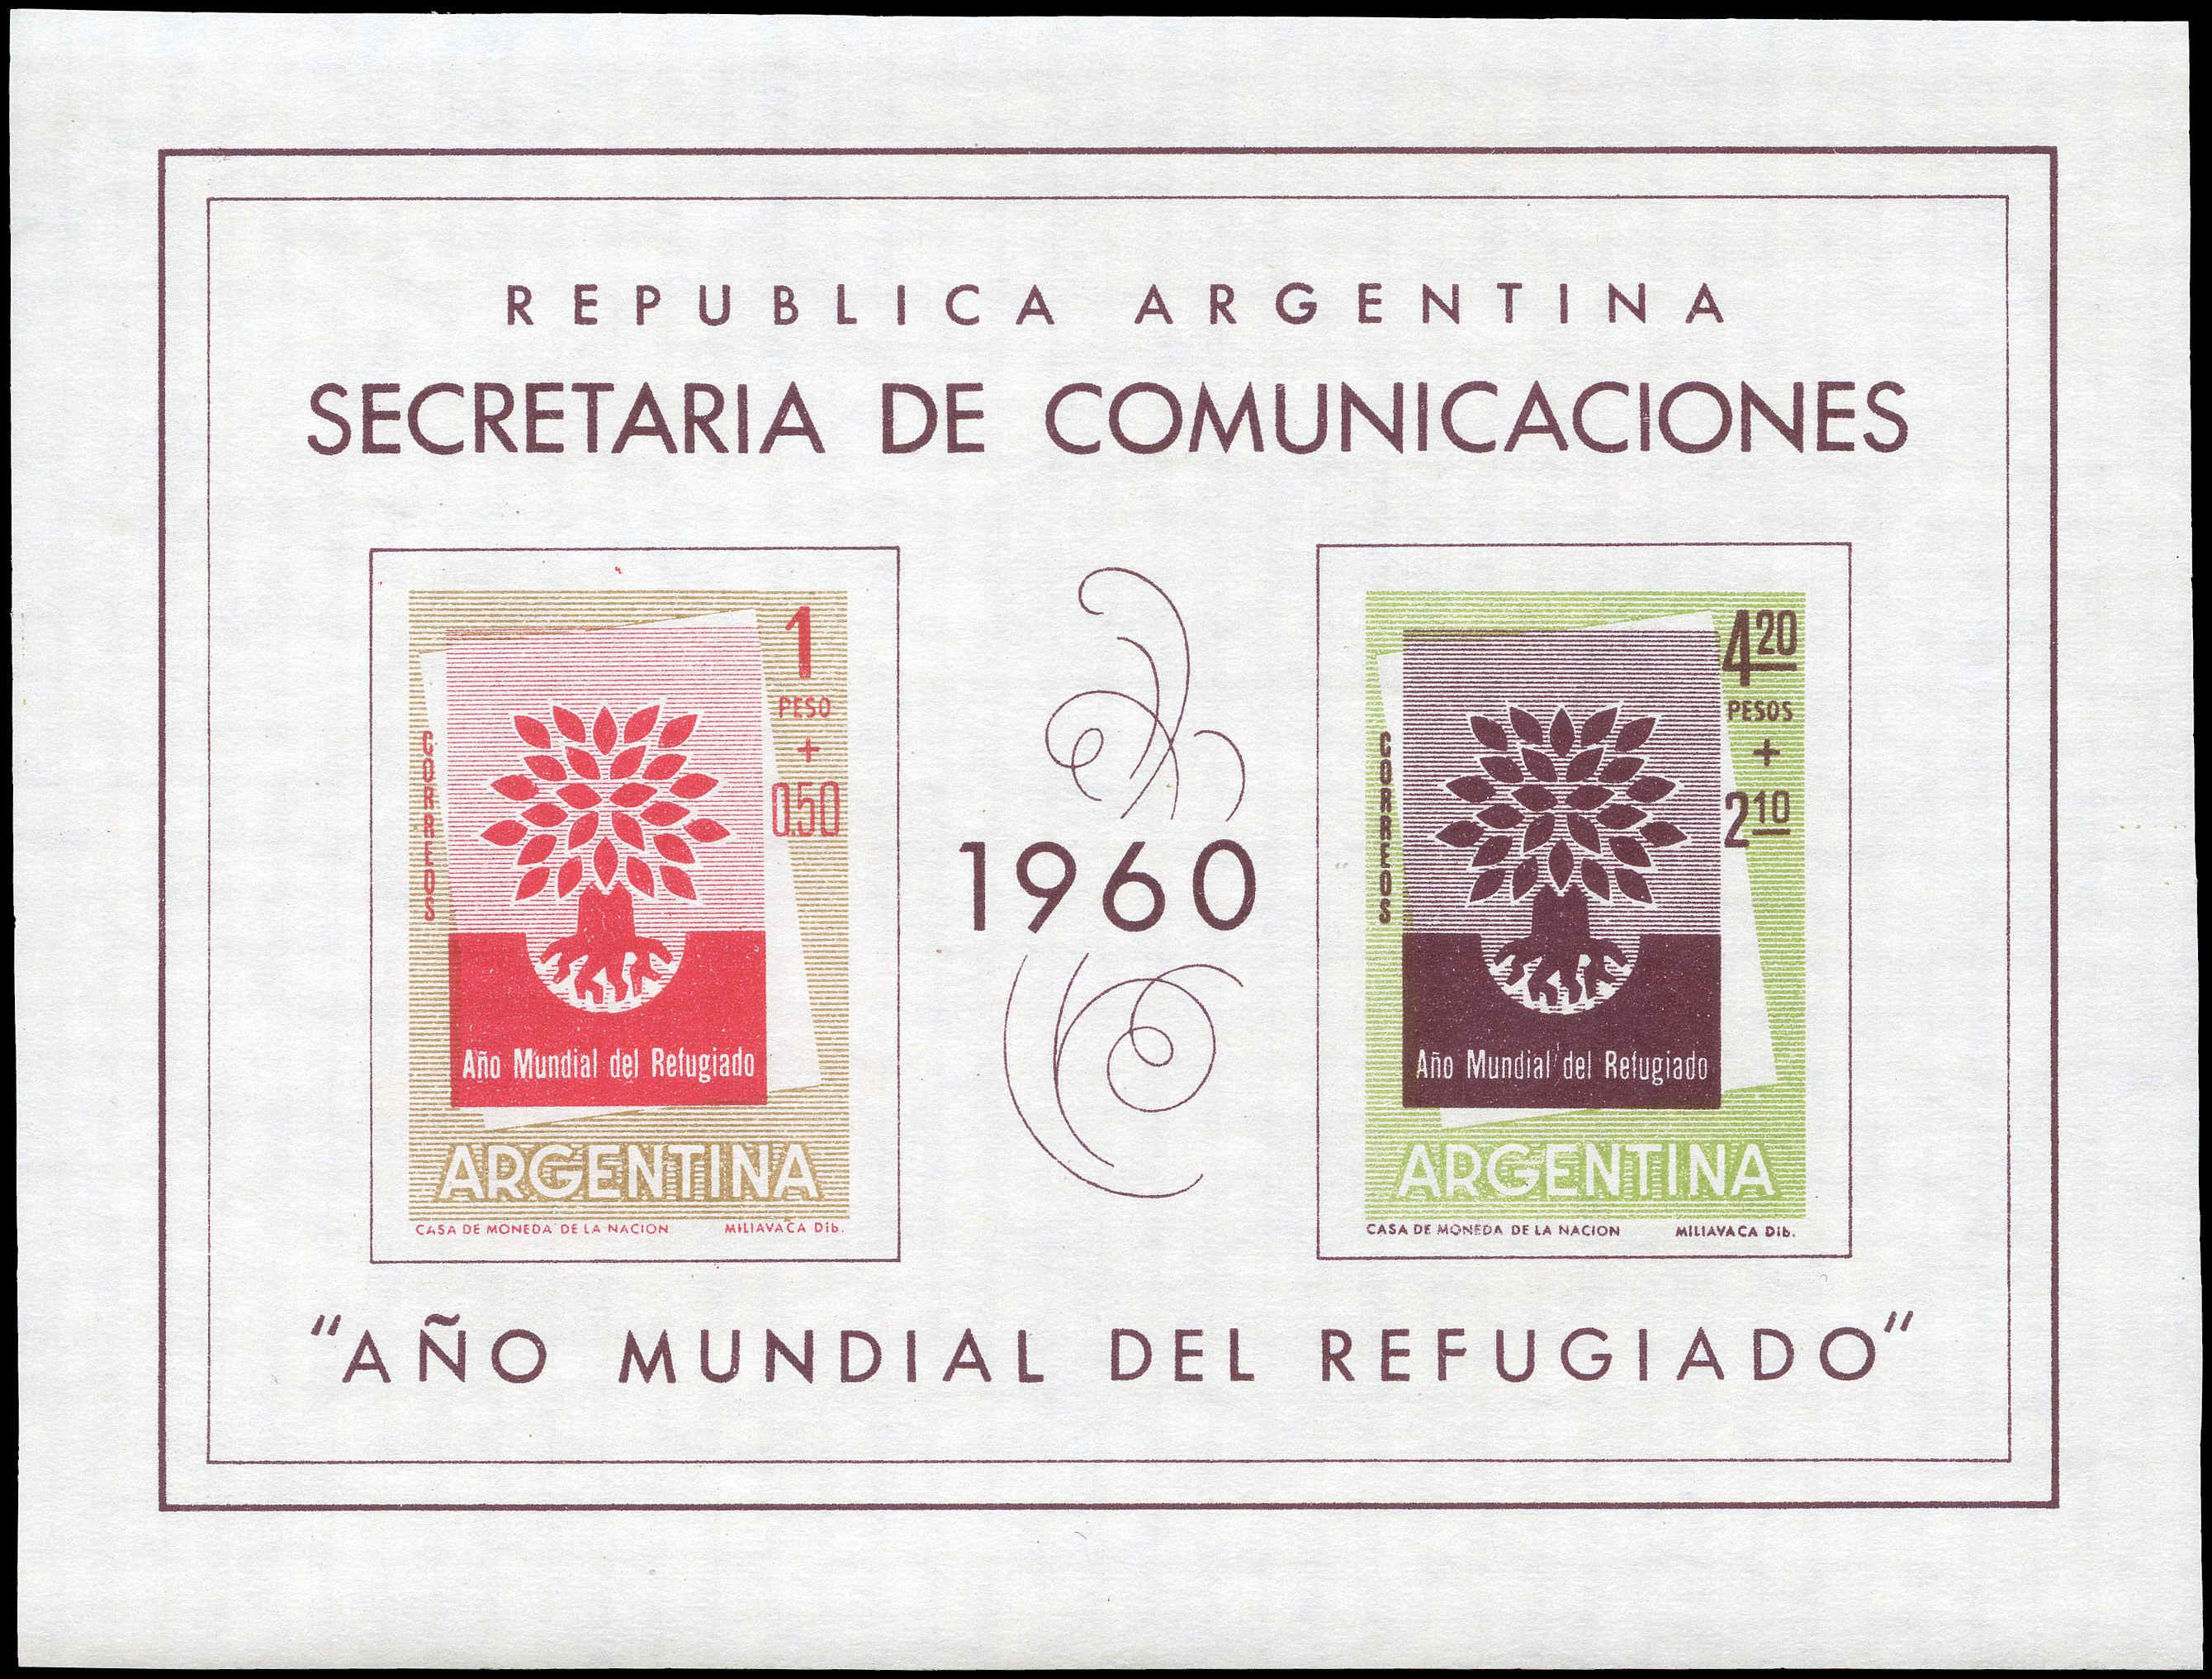 REPUBLICA ARGENTINA
SECRETARIA DE COMUNICACIONES
CORREOS
1
PESO
+
0.50
Año Mundial del Refugiado
ARGENTINA
CASA DE MONEDA DE LA NACION MILIAVACA Dib.
1960
CORREOS
4 20
PESOS
+
2 10
Año Mundial del Refugiado
ARGENTINA
CASA DE MONEDA DE LA NACION MILIAVACA Dib.
"AÑO MUNDIAL DEL REFUGIADO"